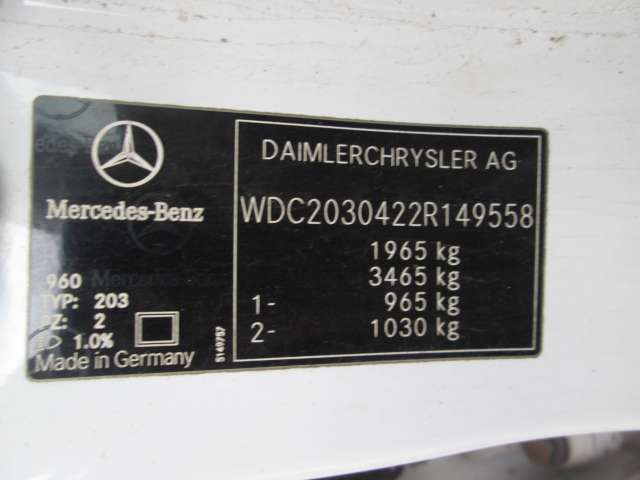 DAIMLERCHRYSLER AG
Mercedes-Benz
WDC2030422R149558
1965 kg
3465 kg
1- 965 kg
2- 1030 kg
960
TYP: 203
PZ: 2
1.0%
Made in Germany
5149757